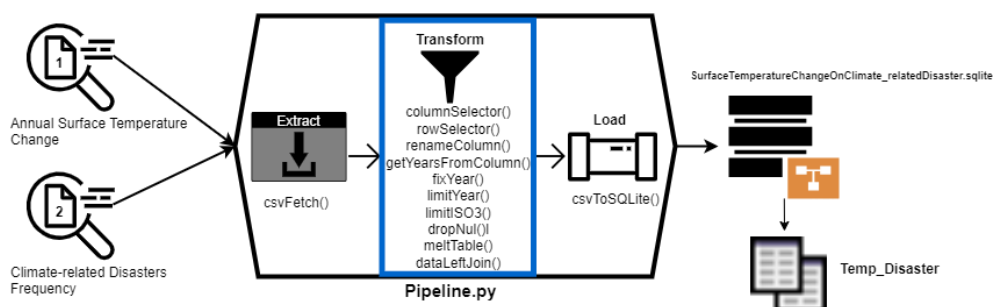 1
Annual Surface Temperature
Change
2
Climate-related Disasters
Frequency
Extract
csvFetch()
Transform
columnSelector()
rowSelector()
renameColumn()
getYearsFromColumn()
fixYear()
limitYear()
limitISO3()
dropNul()l
meltTable()
dataLeftJoin()
Load
csvToSQLite()
Pipeline.py
SurfaceTemperatureChangeOnClimate_relatedDisaster.sqlite
Temp_Disaster